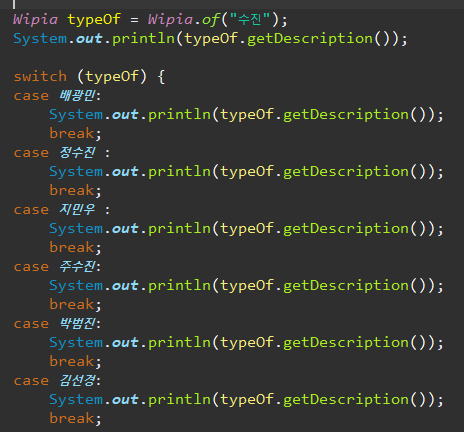 Wipia typeOf = Wipia.of("수진");
System.out.println(typeOf.getDescription());
switch (typeOf) {
case 배광민:
System.out.println(typeOf.getDescription());
break;
case 정수진 :
System.out.println(typeOf.getDescription());
break;
case 지민우 :
System.out.println(typeOf.getDescription());
break;
case 주수진:
System.out.println(typeOf.getDescription());
break;
case 박범진:
System.out.println(typeOf.getDescription());
break;
case 김선경:
System.out.println(typeOf.getDescription());
break;